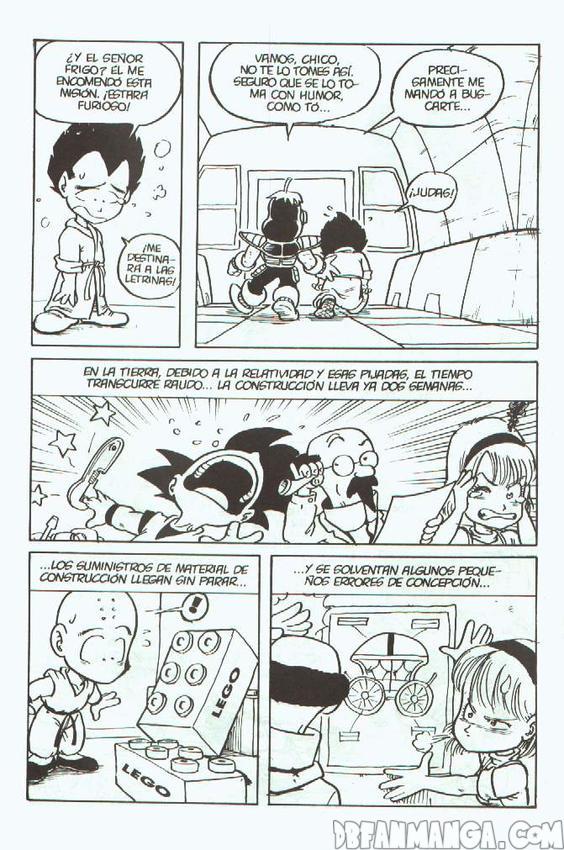 ¿Y EL SEÑOR
FRIGO? ÉL ME
ENCOMENDÓ ESTA
MISIÓN. ¡ESTARÁ
FURIOSO!
¡ME
DESTINA-
RÁ A LAS
LETRINAS!
VAMOS, CHICO,
NO TE LO TOMES ASÍ.
SEGURO QUE SE LO TO-
MA CON HUMOR,
COMO TÓ...
PRECI-
SAMENTE ME
MANDÓ A BUS-
CARTE...
¡JUDAS!
EN LA TIERRA, DEBIDO A LA RELATIVIDAD Y ESAS PIJADAS, EL TIEMPO
TRANSCURRE RAUDO... LA CONSTRUCCIÓN LLEVA YA DOS SEMANAS...
...LOS SUMINISTROS DE MATERIAL DE
CONSTRUCCIÓN LLEGAN SIN PARAR...
!
LEGO
LEGO
...Y SE SOLVENTAN ALGUNOS PEQUE-
ÑOS ERRORES DE CONCEPCIÓN...
DBFANMANGA.COM